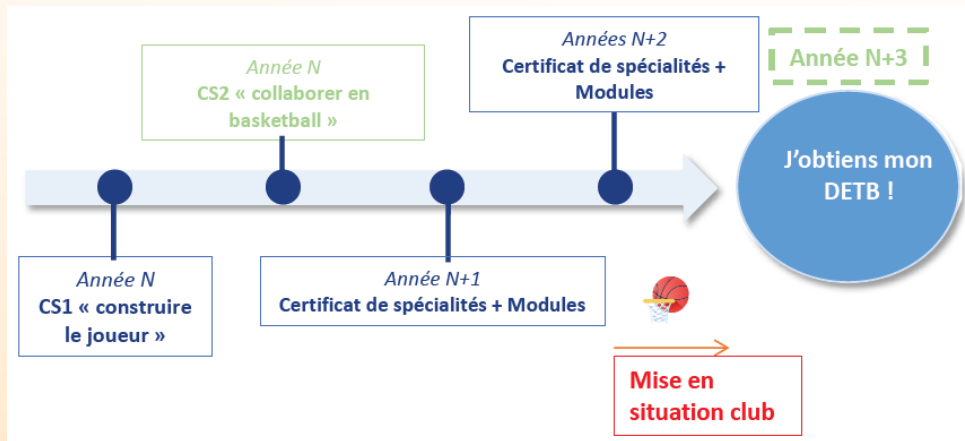 Année N
CS2 « collaborer en
basketball »
Années N+2
Certificat de spécialités +
Modules
Année N+3
J'obtiens mon
DETB !
Année N
CS1 « construire
le joueur »
Année N+1
Certificat de spécialités + Modules
Mise en
situation club